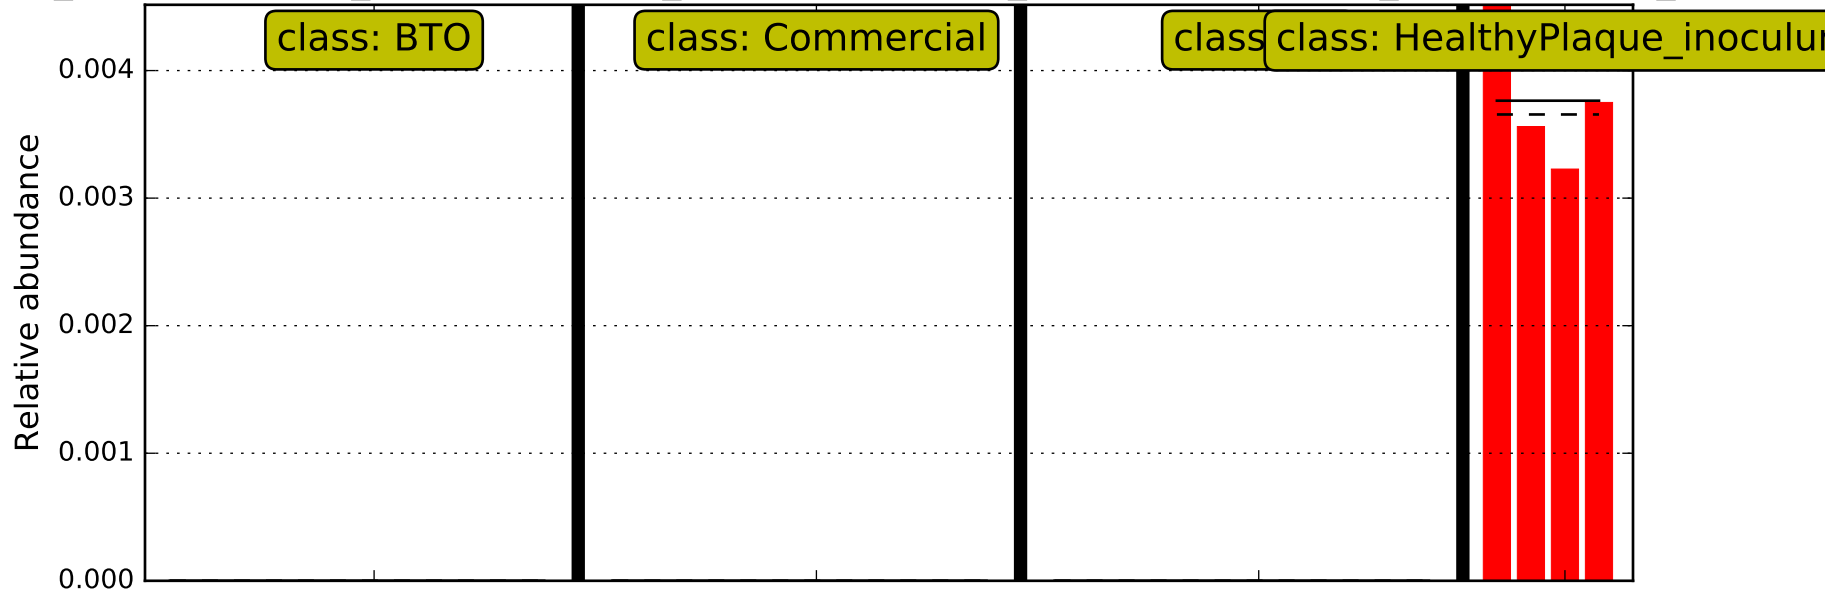 class: BTO
class: Commercial
class
class: HealthyPlaque_inoculu
0.004
0.003
0.002
0.001
0.000
Relative abundance